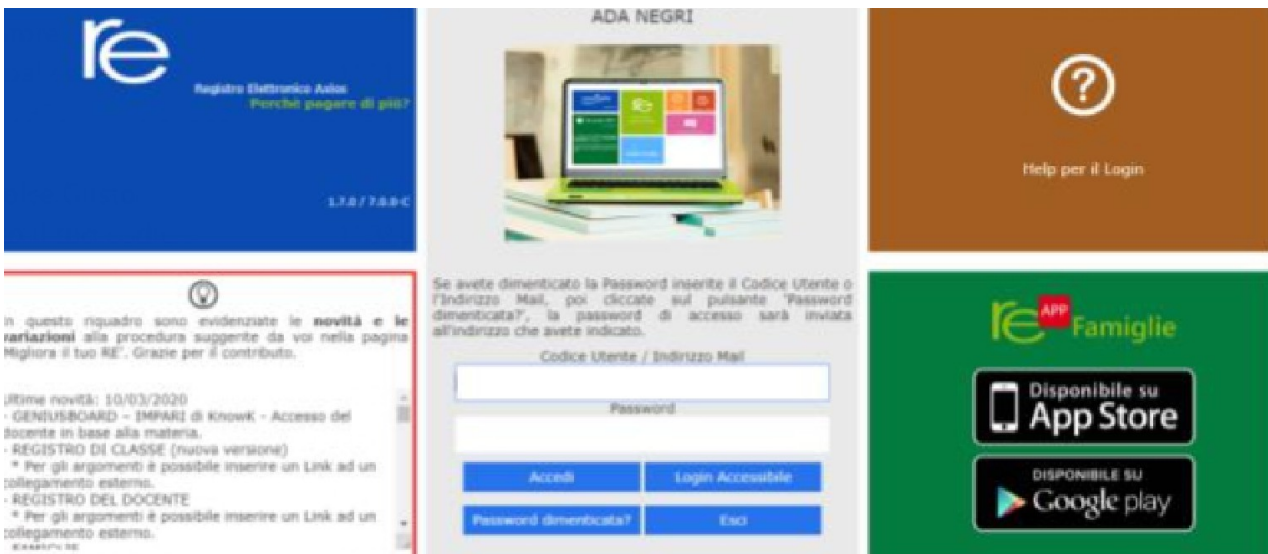 re
Registro Elettronico Axios
Perchè pagare di più?
1.7.0 / 7.0.0-C
In questo riquadro sono evidenziate le novità e le
variazioni alla procedura suggerite da voi nella pagina
"Migliora il tuo RE". Grazie per il contributo.
Ultime novità: 10/03/2020
- GENIUSBOARD - IMPARI di KnowK - Accesso del
docente in base alla materia.
- REGISTRO DI CLASSE (nuova versione)
* Per gli argomenti è possibile inserire un Link ad un
collegamento esterno.
- REGISTRO DEL DOCENTE
* Per gli argomenti è possibile inserire un Link ad un
collegamento esterno.
- FAMIGLIE
ADA NEGRI
Se avete dimenticato la Password inserite il Codice Utente o
l'Indirizzo Mail, poi cliccate sul pulsante 'Password
dimenticata?', la password di accesso sarà inviata
all'indirizzo che avete indicato.
Codice Utente / Indirizzo Mail
Password
Accedi
Login Accessibile
Password dimenticata?
Esci
?
Help per il Login
re APP Famiglie
Disponibile su
App Store
DISPONIBILE SU
Google play